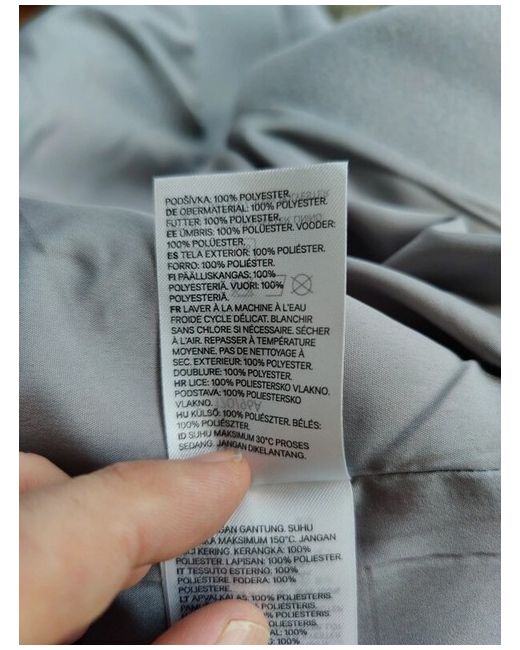 PODŠÍVKA: 100% POLYESTER.
DE OBERMATERIAL: 100% POLYESTER.
FUTTER: 100% POLYESTER.
EE ÜMBRIS: 100% POLÜESTER. VOODER:
100% POLÜESTER.
ES TELA EXTERIOR: 100% POLIÉSTER.
FORRO: 100% POLIÉSTER.
FI PÄÄLLISKANGAS: 100%
POLYESTERIÄ. VUORI: 100%
POLYESTERIÄ.
FR LAVER À LA MACHINE À L'EAU
FROIDE CYCLE DÉLICAT. BLANCHIR
SANS CHLORE SI NÉCESSAIRE. SÉCHER
À L'AIR. REPASSER À TEMPÉRATURE
MOYENNE. PAS DE NETTOYAGE À
SEC. EXTERIEUR: 100% POLYESTER.
DOUBLURE: 100% POLYESTER.
HR LICE: 100% POLIESTERSKO VLAKNO.
PODSTAVA: 100% POLIESTERSKO
VLAKNO.
HU KÜLSŐ: 100% POLIÉSZTER. BÉLÉS:
100% POLIÉSZTER.
ID SUHU MAKSIMUM 30°C PROSES
SEDANG. JANGAN DIKELANTANG.
GANTUNG. SUHU
MAKSIMUM 150°C. JANGAN
KERING. KERANGKA: 100%
POLIESTER. LAPISAN: 100% POLIESTER.
IT TESSUTO ESTERNO: 100%
POLIESTERE. FODERA: 100%
POLIESTERE.
LT APVALKALAS: 100% POLIESTERIS.
100% POLIESTERIS.
100%